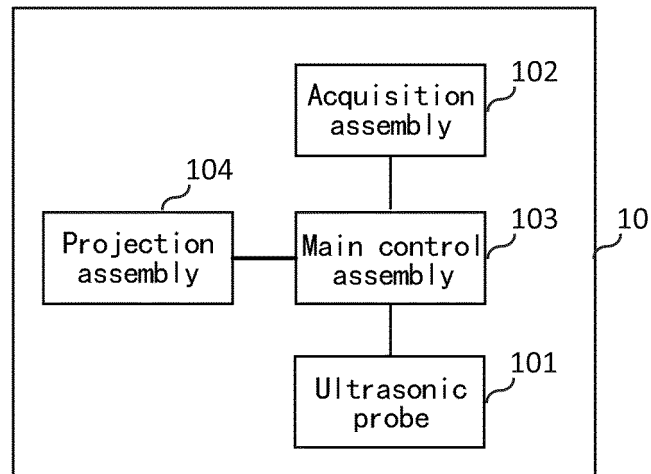 102
Acquisition
assembly
104
103
Projection
assembly
Main control
assembly
10
101
Ultrasonic
probe